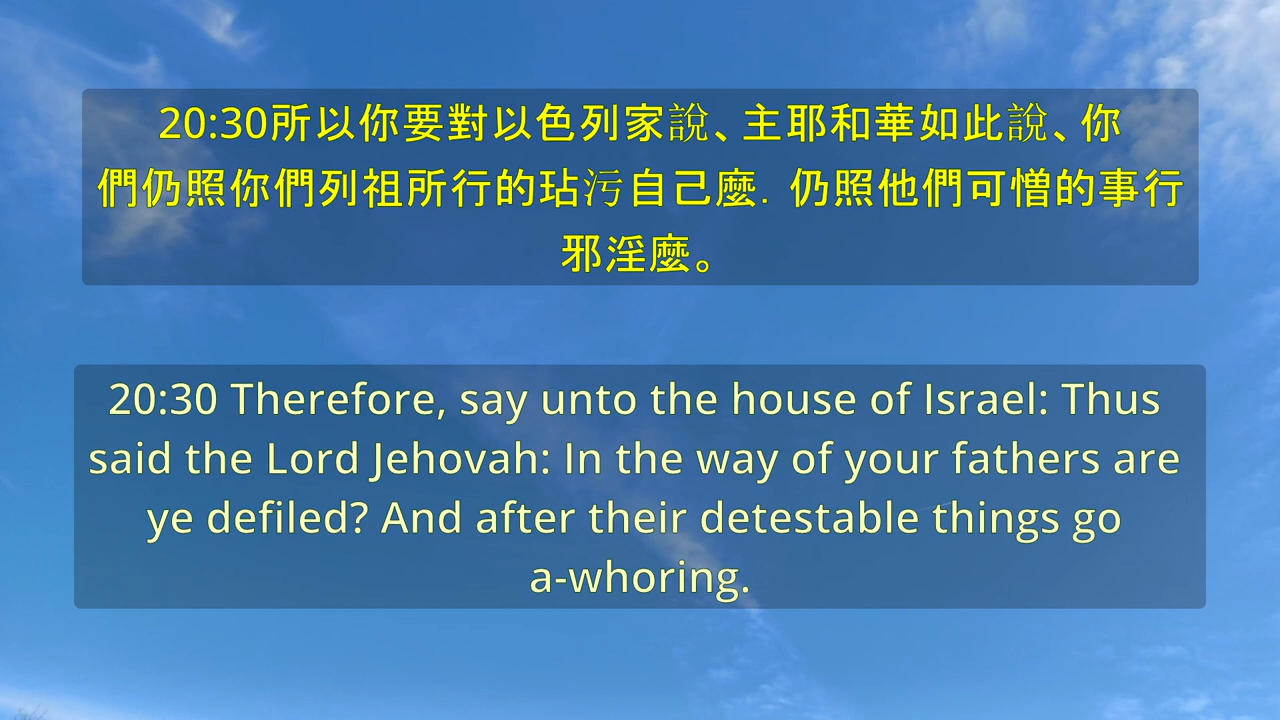 20:30所以你要對以色列家說、主耶和華如此說、你
們仍照你們列祖所行的玷污自己麼．仍照他們可憎的事行
邪淫麼。
20:30 Therefore, say unto the house of Israel: Thus
said the Lord Jehovah: In the way of your fathers are
ye defiled? And after their detestable things go
a-whoring.